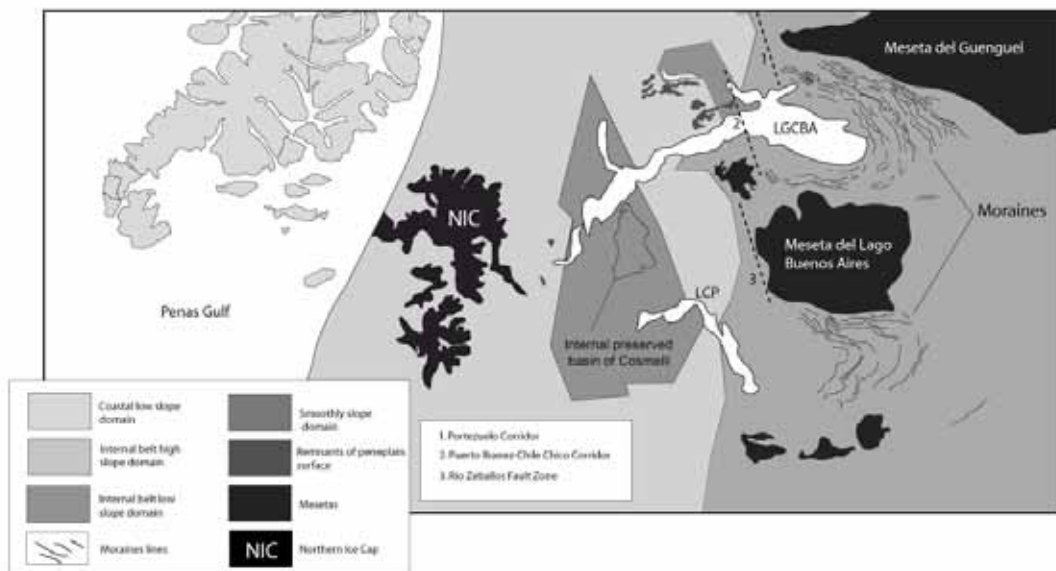 Meseta del Guenguel
1
LGCBA
2
NIC
Moraines
Meseta del Lago
Buenos Aires
3
LCP
Penas Gulf
Internal preserved
basin of Cosmelli
Coastal low slope
domain
Internal belt high
slope domain
Internal belt low
slope domain
Moraines lines
Smoothly slope
domain
Remnants of peneplain
surface
Mesetas
NIC
Northern Ice Cap
1. Portezuelo Corridor
2. Puerto Ibanez-Chile Chico Corridor
3. Rio Zeballos Fault Zone